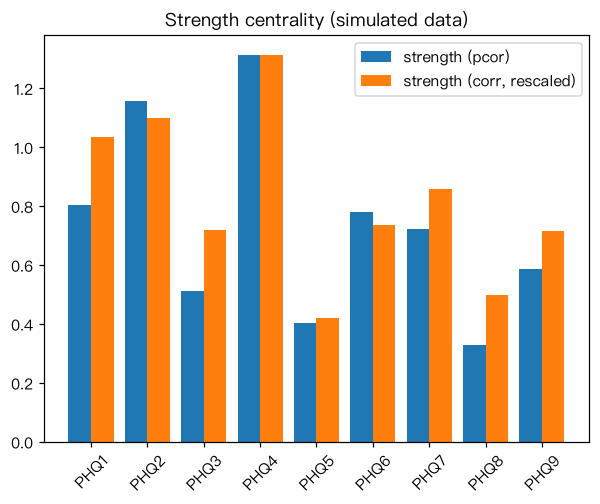 Strength centrality (simulated data)
strength (pcor)
strength (corr, rescaled)
1.2
1.0
0.8
0.6
0.4
0.2
0.0
PHQ1
PHQ2
PHQ3
PHQ4
PHQ5
PHQ6
PHQ7
PHQ8
PHQ9